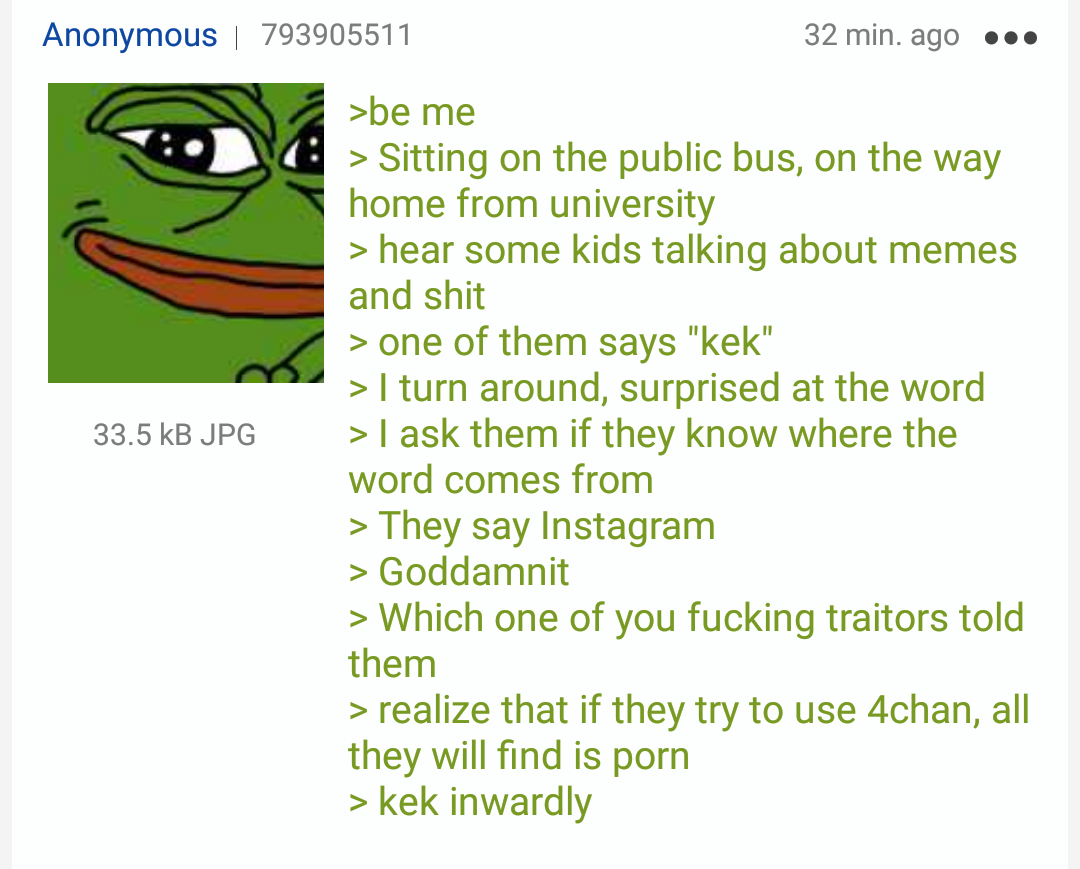 Anonymous | 793905511 32 min. ago
>be me
> Sitting on the public bus, on the way
home from university
> hear some kids talking about memes
and shit
> one of them says "kek"
> I turn around, surprised at the word
> I ask them if they know where the
word comes from
> They say Instagram
> Goddamnit
> Which one of you fucking traitors told
them
> realize that if they try to use 4chan, all
they will find is porn
> kek inwardly
33.5 kB JPG